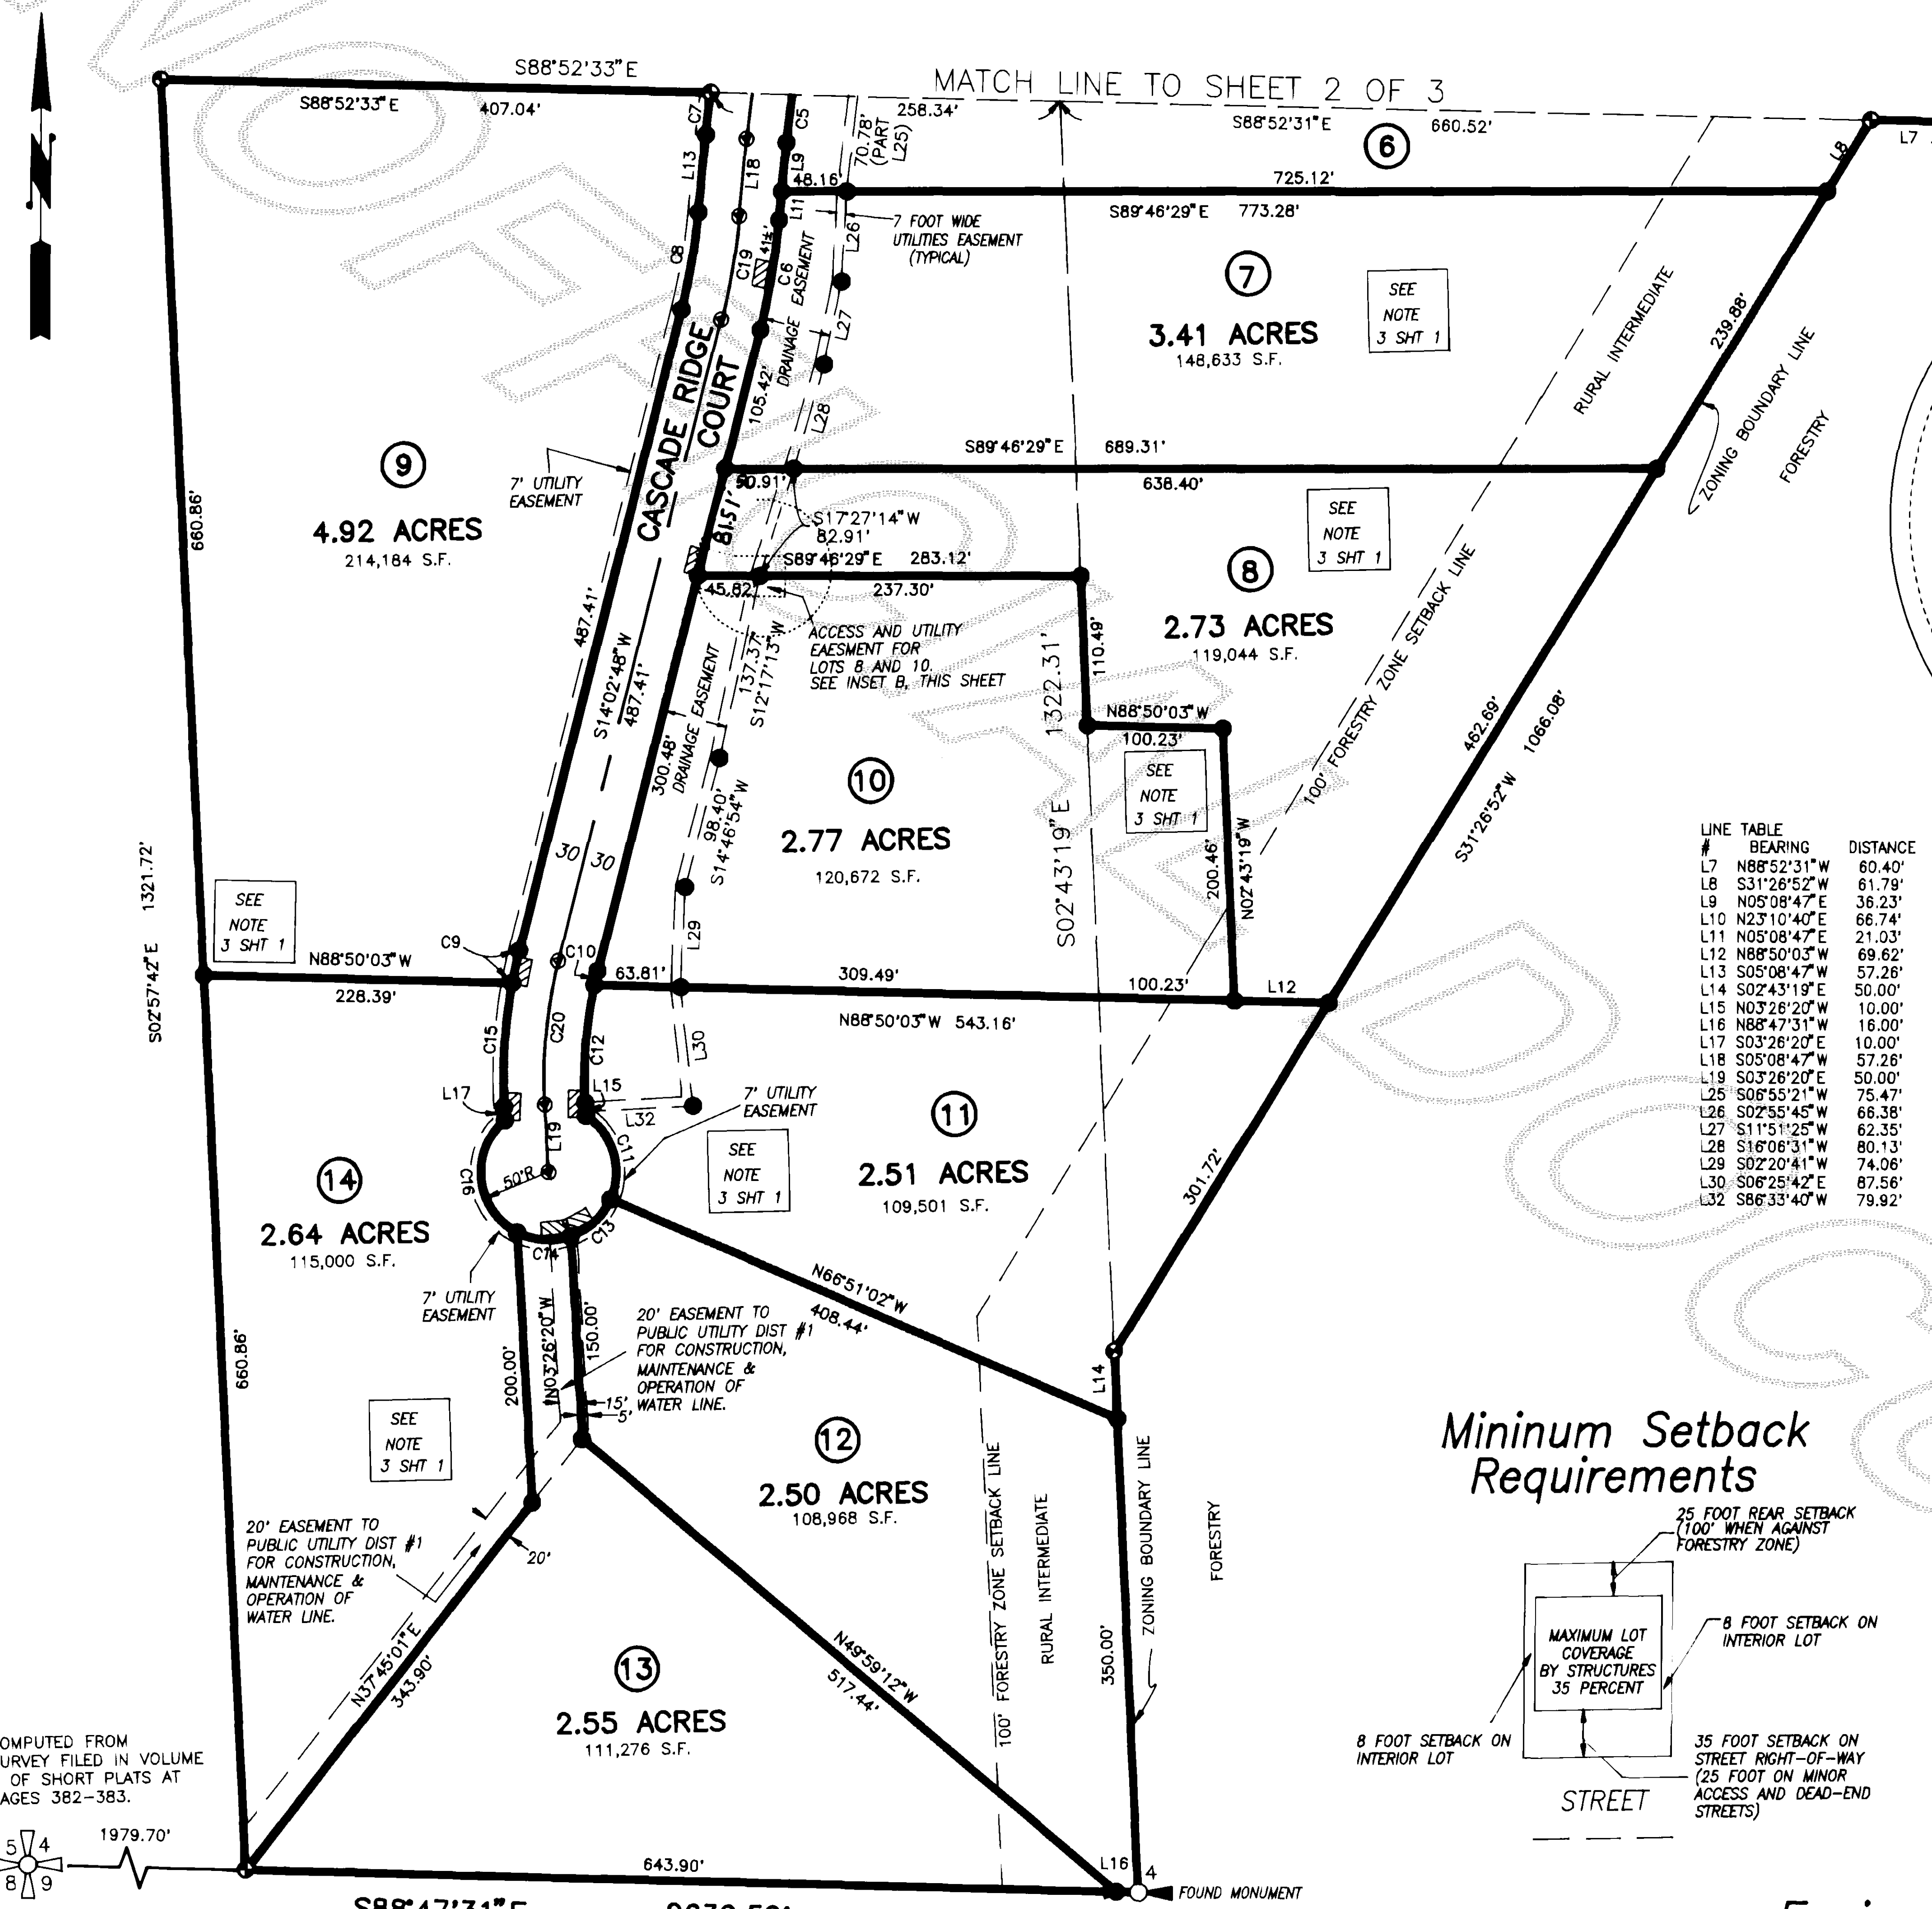 S88°52'33"E
MATCH LINE TO SHEET 2 OF 3
S88°52'33"E 407.04'
C7
C5
70.78'
(PART
L25)
258.34'
S88°52'31"E 660.52'
6
L8
L7
L13
L18
L9
48.16'
725.12'
S89°46'29"E 773.28'
L11
L26
7 FOOT WIDE
UTILITIES EASEMENT
(TYPICAL)
C8
C19
41±'
C6
DRAINAGE EASEMENT
L27
L28
105.42'
7
3.41 ACRES
148,633 S.F.
SEE
NOTE
3 SHT 1
RURAL INTERMEDIATE
239.88'
ZONING BOUNDARY LINE
FORESTRY
CASCADE RIDGE
COURT
9
4.92 ACRES
214,184 S.F.
7' UTILITY
EASEMENT
660.86'
S89°46'29"E 689.31'
50.91'
638.40'
81.51'
S17°27'14"W
82.91'
S89°46'29"E 283.12'
45.82'
237.30'
SEE
NOTE
3 SHT 1
8
2.73 ACRES
119,044 S.F.
ACCESS AND UTILITY
EAESMENT FOR
LOTS 8 AND 10.
SEE INSET B, THIS SHEET
110.49'
1322.31'
S02°43'19"E
100' FORESTRY ZONE SETBACK LINE
487.41'
S14°02'48"W
487.41'
300.48'
DRAINAGE EASEMENT
137.37'
S12°17'13"W
98.40'
S14°46'54"W
N88°50'03"W
100.23'
SEE
NOTE
3 SHT 1
200.46'
N02°43'19"W
462.69'
S31°26'52"W 1066.08'
10
2.77 ACRES
120,672 S.F.
30 30
S02°57'42"E 1321.72'
SEE
NOTE
3 SHT 1
N88°50'03"W
228.39'
C9
C10
L29
63.81'
309.49'
100.23'
L12
N88°50'03"W 543.16'
LINE TABLE
# BEARING DISTANCE
L7 N88°52'31"W 60.40'
L8 S31°26'52"W 61.79'
L9 N05°08'47"E 36.23'
L10 N23°10'40"E 66.74'
L11 N05°08'47"E 21.03'
L12 N88°50'03"W 69.62'
L13 S05°08'47"W 57.26'
L14 S02°43'19"E 50.00'
L15 N03°26'20"W 10.00'
L16 N88°47'31"W 16.00'
L17 S03°26'20"E 10.00'
L18 S05°08'47"W 57.26'
L19 S03°26'20"E 50.00'
L25 S06°55'21"W 75.47'
L26 S02°55'45"W 66.38'
L27 S11°51'25"W 62.35'
L28 S16°06'31"W 80.13'
L29 S02°20'41"W 74.06'
L30 S06°25'42"E 87.56'
L32 S86°33'40"W 79.92'
C15
C20
C12
L30
L17
L15
L32
L19
7' UTILITY
EASEMENT
C11
C16
50'R
C13
C14
SEE
NOTE
3 SHT 1
11
2.51 ACRES
109,501 S.F.
301.72'
14
2.64 ACRES
115,000 S.F.
7' UTILITY
EASEMENT
660.86'
200.00'
N03°26'20"W
150.00'
20' EASEMENT TO
PUBLIC UTILITY DIST #1
FOR CONSTRUCTION,
MAINTENANCE &
OPERATION OF
WATER LINE.
15'
5'
N66°51'02"W
408.44'
L14
SEE
NOTE
3 SHT 1
12
2.50 ACRES
108,968 S.F.
20' EASEMENT TO
PUBLIC UTILITY DIST #1
FOR CONSTRUCTION,
MAINTENANCE &
OPERATION OF
WATER LINE.
20'
N37°45'01"E
343.90'
13
2.55 ACRES
111,276 S.F.
N49°59'12"W
517.44'
100' FORESTRY ZONE SETBACK LINE
RURAL INTERMEDIATE
350.00'
ZONING BOUNDARY LINE
FORESTRY
Mininum Setback
Requirements
25 FOOT REAR SETBACK
(100' WHEN AGAINST
FORESTRY ZONE)
MAXIMUM LOT
COVERAGE
BY STRUCTURES
35 PERCENT
8 FOOT SETBACK ON
INTERIOR LOT
8 FOOT SETBACK ON
INTERIOR LOT
35 FOOT SETBACK ON
STREET RIGHT-OF-WAY
(25 FOOT ON MINOR
ACCESS AND DEAD-END
STREETS)
STREET
OMPUTED FROM
URVEY FILED IN VOLUME
OF SHORT PLATS AT
AGES 382-383.
5 4
8 9
1979.70'
643.90'
L16
4
FOUND MONUMENT
S88°47'31"E